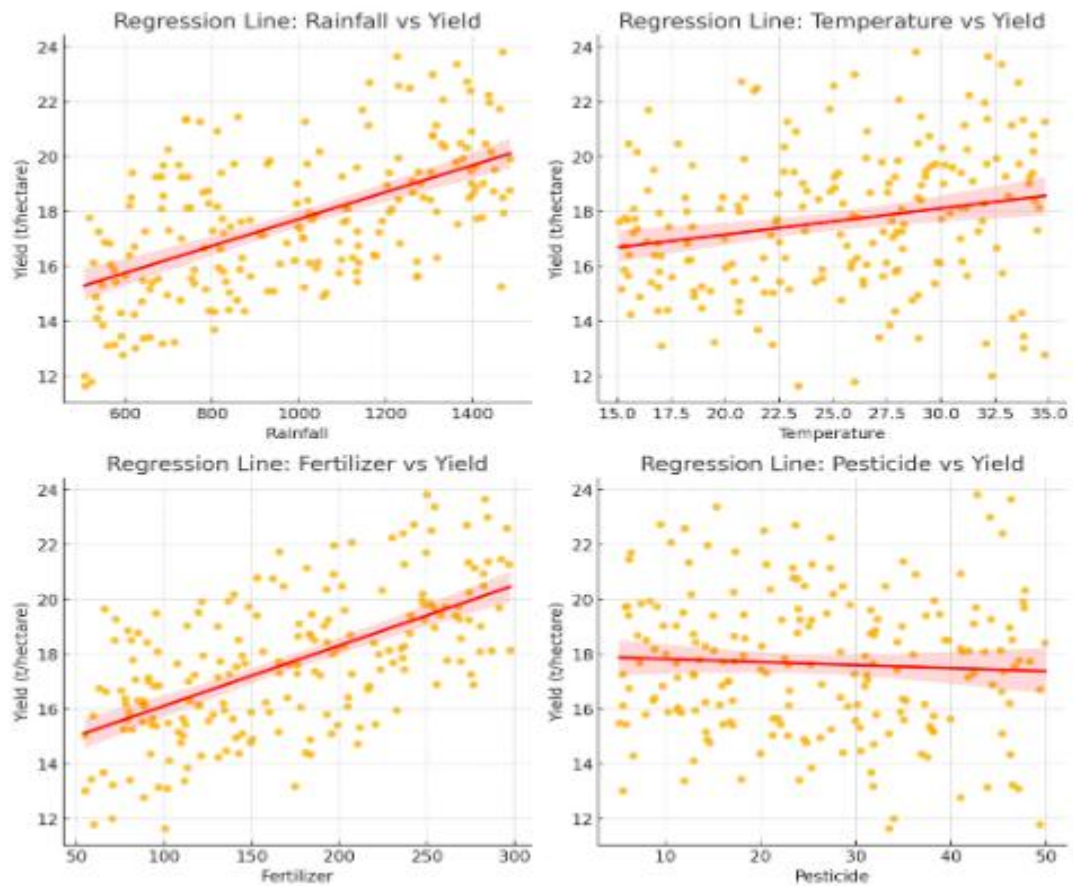 Regression Line: Rainfall vs Yield
Yield (t/hectare)
24
22
20
18
16
14
12
600 800 1000 1200 1400
Rainfall
Regression Line: Temperature vs Yield
Yield (t/hectare)
24
22
20
18
16
14
12
15.0 17.5 20.0 22.5 25.0 27.5 30.0 32.5 35.0
Temperature
Regression Line: Fertilizer vs Yield
Yield (t/hectare)
24
22
20
18
16
14
12
50 100 150 200 250 300
Fertilizer
Regression Line: Pesticide vs Yield
Yield (t/hectare)
24
22
20
18
16
14
12
10 20 30 40 50
Pesticide